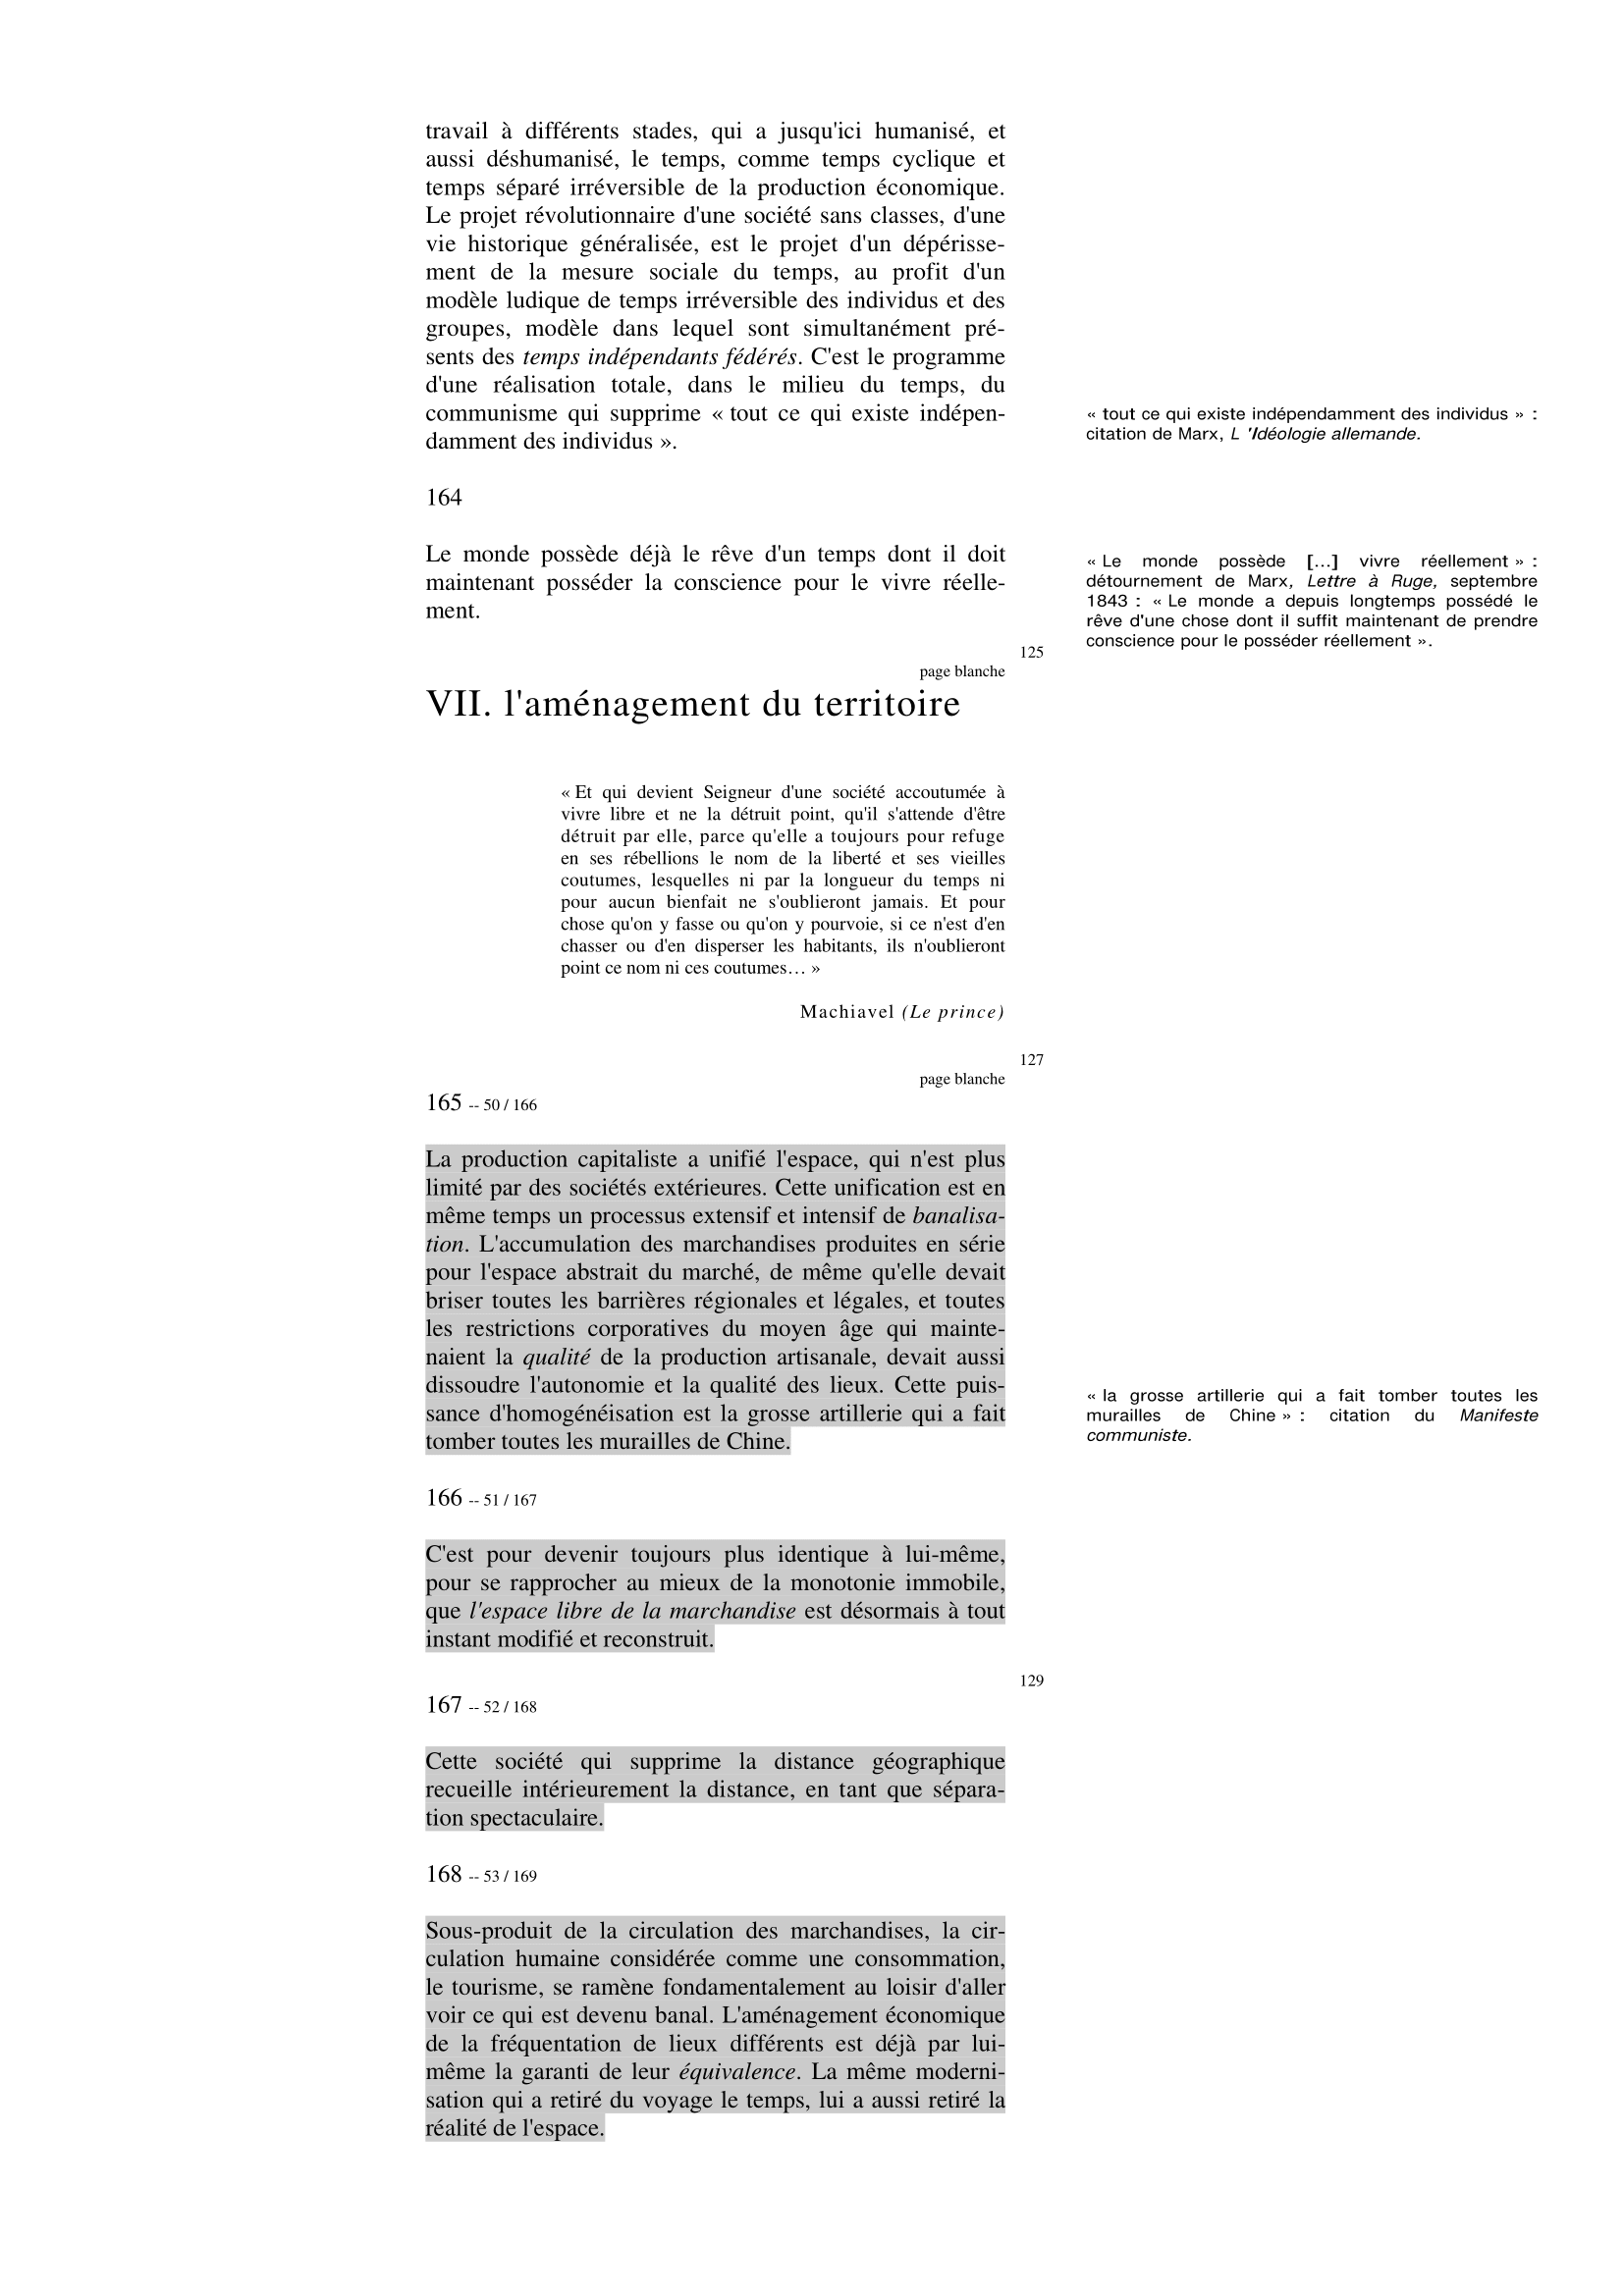 travail à différents stades, qui a jusqu'ici humanisé, et
aussi déshumanisé, le temps, comme temps cyclique et
temps séparé irréversible de la production économique.
Le projet révolutionnaire d'une société sans classes, d'une
vie historique généralisée, est le projet d'un dépérisse-
ment de la mesure sociale du temps, au profit d'un
modèle ludique de temps irréversible des individus et des
groupes, modèle dans lequel sont simultanément pré-
sents des temps indépendants fédérés. C'est le programme
d'une réalisation totale, dans le milieu du temps, du
communisme qui supprime « tout ce qui existe indépen-
damment des individus ».
« tout ce qui existe indépendamment des individus » :
citation de Marx, L 'Idéologie allemande.
164
Le monde possède déjà le rêve d'un temps dont il doit
maintenant posséder la conscience pour le vivre réelle-
ment.
« Le monde possède [...] vivre réellement » :
détournement de Marx, Lettre à Ruge, septembre
1843 : « Le monde a depuis longtemps possédé le
rêve d'une chose dont il suffit maintenant de prendre
conscience pour le posséder réellement ».
125
page blanche
VII. l'aménagement du territoire
« Et qui devient Seigneur d'une société accoutumée à
vivre libre et ne la détruit point, qu'il s'attende d'être
détruit par elle, parce qu'elle a toujours pour refuge
en ses rébellions le nom de la liberté et ses vieilles
coutumes, lesquelles ni par la longueur du temps ni
pour aucun bienfait ne s'oublieront jamais. Et pour
chose qu'on y fasse ou qu'on y pourvoie, si ce n'est d'en
chasser ou d'en disperser les habitants, ils n'oublieront
point ce nom ni ces coutumes… »
Machiavel (Le prince)
127
page blanche
165 -- 50 / 166
La production capitaliste a unifié l'espace, qui n'est plus
limité par des sociétés extérieures. Cette unification est en
même temps un processus extensif et intensif de banalisa-
tion. L'accumulation des marchandises produites en série
pour l'espace abstrait du marché, de même qu'elle devait
briser toutes les barrières régionales et légales, et toutes
les restrictions corporatives du moyen âge qui mainte-
naient la qualité de la production artisanale, devait aussi
dissoudre l'autonomie et la qualité des lieux. Cette puis-
sance d'homogénéisation est la grosse artillerie qui a fait
tomber toutes les murailles de Chine.
« la grosse artillerie qui a fait tomber toutes les
murailles de Chine » : citation du Manifeste
communiste.
166 -- 51 / 167
C'est pour devenir toujours plus identique à lui-même,
pour se rapprocher au mieux de la monotonie immobile,
que l'espace libre de la marchandise est désormais à tout
instant modifié et reconstruit.
129
167 -- 52 / 168
Cette société qui supprime la distance géographique
recueille intérieurement la distance, en tant que sépara-
tion spectaculaire.
168 -- 53 / 169
Sous-produit de la circulation des marchandises, la cir-
culation humaine considérée comme une consommation,
le tourisme, se ramène fondamentalement au loisir d'aller
voir ce qui est devenu banal. L'aménagement économique
de la fréquentation de lieux différents est déjà par lui-
même la garanti de leur équivalence. La même moderni-
sation qui a retiré du voyage le temps, lui a aussi retiré la
réalité de l'espace.